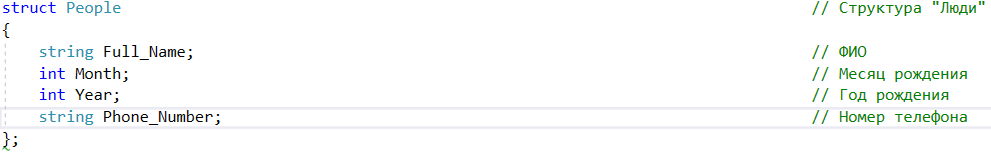 struct People // Структура "Люди"
{
string Full_Name; // ФИО
int Month; // Месяц рождения
int Year; // Год рождения
string Phone_Number; // Номер телефона
};